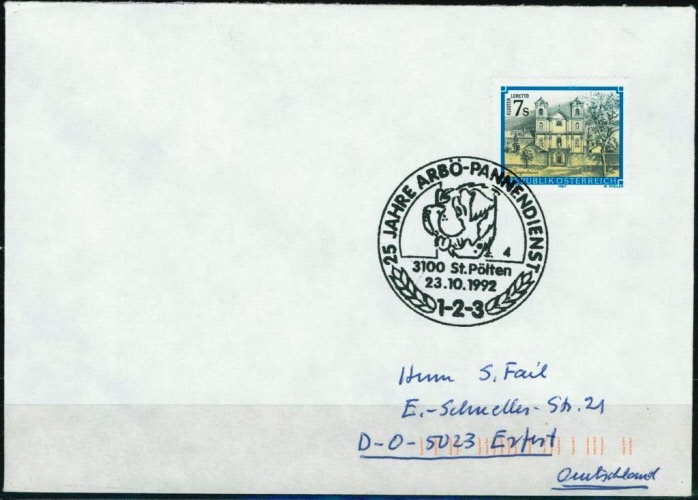 KLOSTER LORETTO
7s
REPUBLIK ÖSTERREICH
25 JAHRE ARBÖ-PANNENDIENST
4
3100 St.Pölten
23.10.1992
1-2-3
Herrn S. Fail
E.-Schneller-Str. 21
D-O-5023 Erfurt
Deutschland